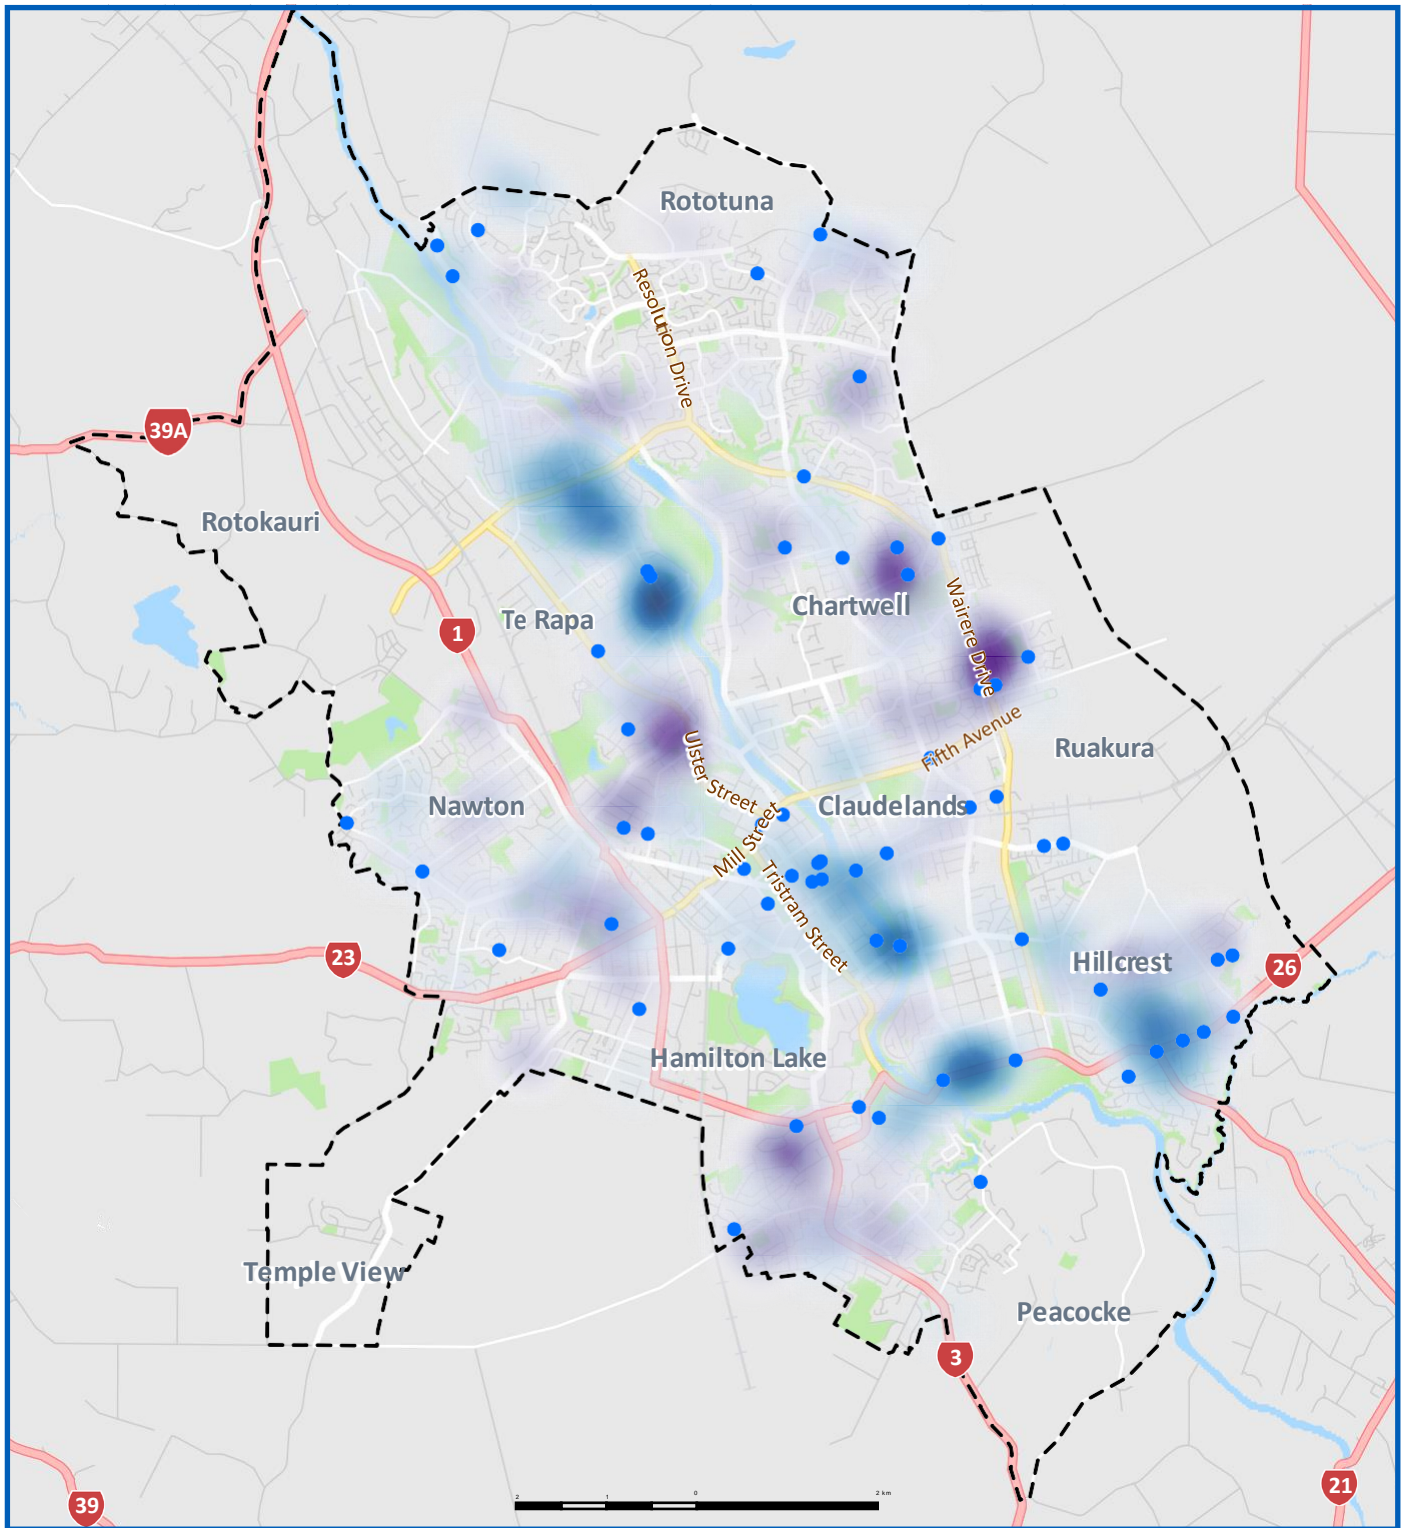 Rototuna
Resolution Drive
39A
Rotokauri
Wairere Drive
Chartwell
Te Rapa
1
Fifth Avenue
Ulster Street
Ruakura
Nawton
Claudelands
Mill Street
Tristram Street
23
Hillcrest
26
Hamilton Lake
Temple View
Peacocke
3
21
39
2 1 0 2 km